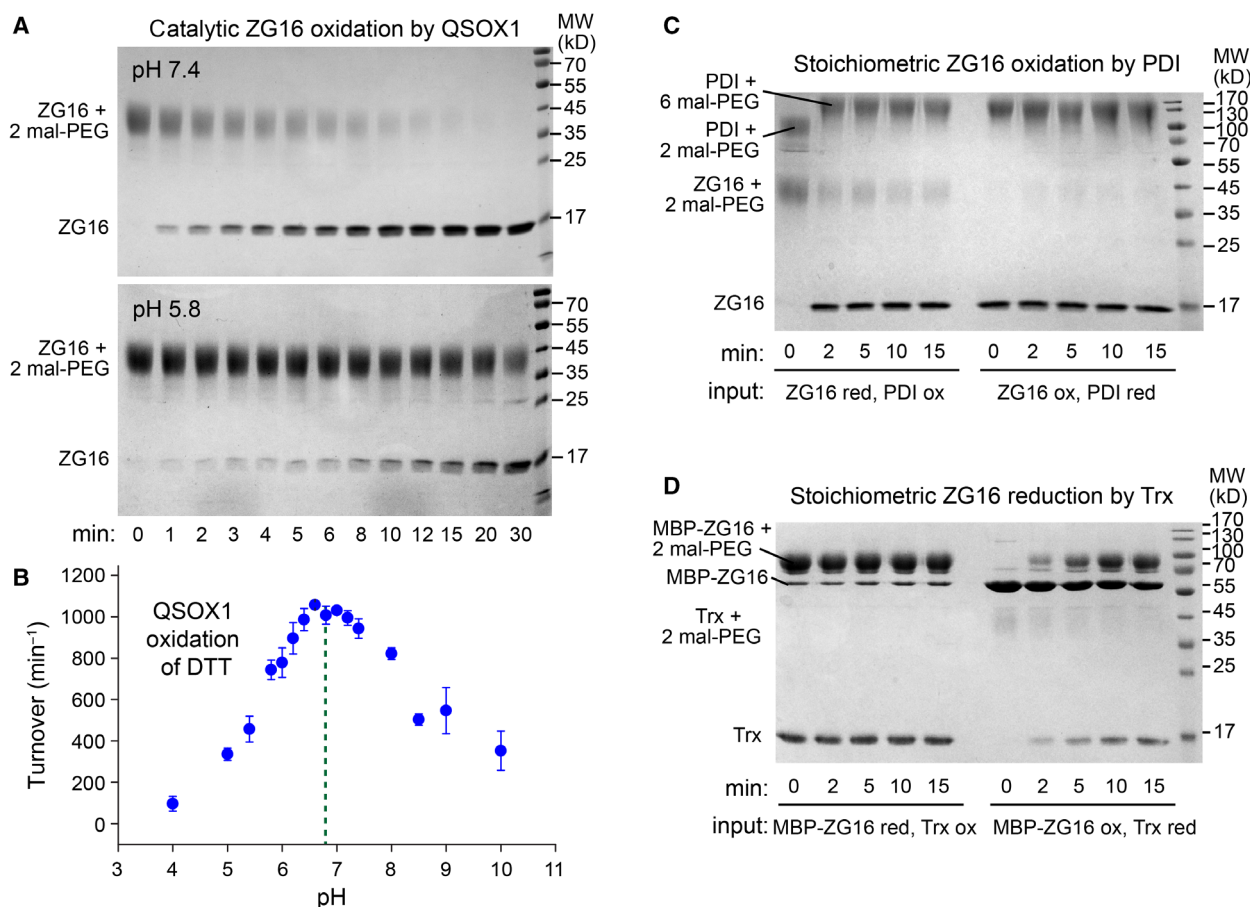 A
Catalytic ZG16 oxidation by QSOX1
MW
(kD)
pH 7.4
ZG16 +
2 mal-PEG
ZG16
70
55
45
35
25
17
pH 5.8
ZG16 +
2 mal-PEG
ZG16
70
55
45
35
25
17
min: 0 1 2 3 4 5 6 8 10 12 15 20 30
B
QSOX1
oxidation
of DTT
Turnover (min⁻¹)
1200
1000
800
600
400
200
0
3 4 5 6 7 8 9 10 11
pH
C
Stoichiometric ZG16 oxidation by PDI
MW
(kD)
PDI +
6 mal-PEG
PDI +
2 mal-PEG
ZG16 +
2 mal-PEG
ZG16
170
130
100
70
55
45
35
25
17
min: 0 2 5 10 15 0 2 5 10 15
input: ZG16 red, PDI ox ZG16 ox, PDI red
D
Stoichiometric ZG16 reduction by Trx
MW
(kD)
MBP-ZG16 +
2 mal-PEG
MBP-ZG16
Trx +
2 mal-PEG
Trx
170
130
100
70
55
45
35
25
17
min: 0 2 5 10 15 0 2 5 10 15
input: MBP-ZG16 red, Trx ox MBP-ZG16 ox, Trx red